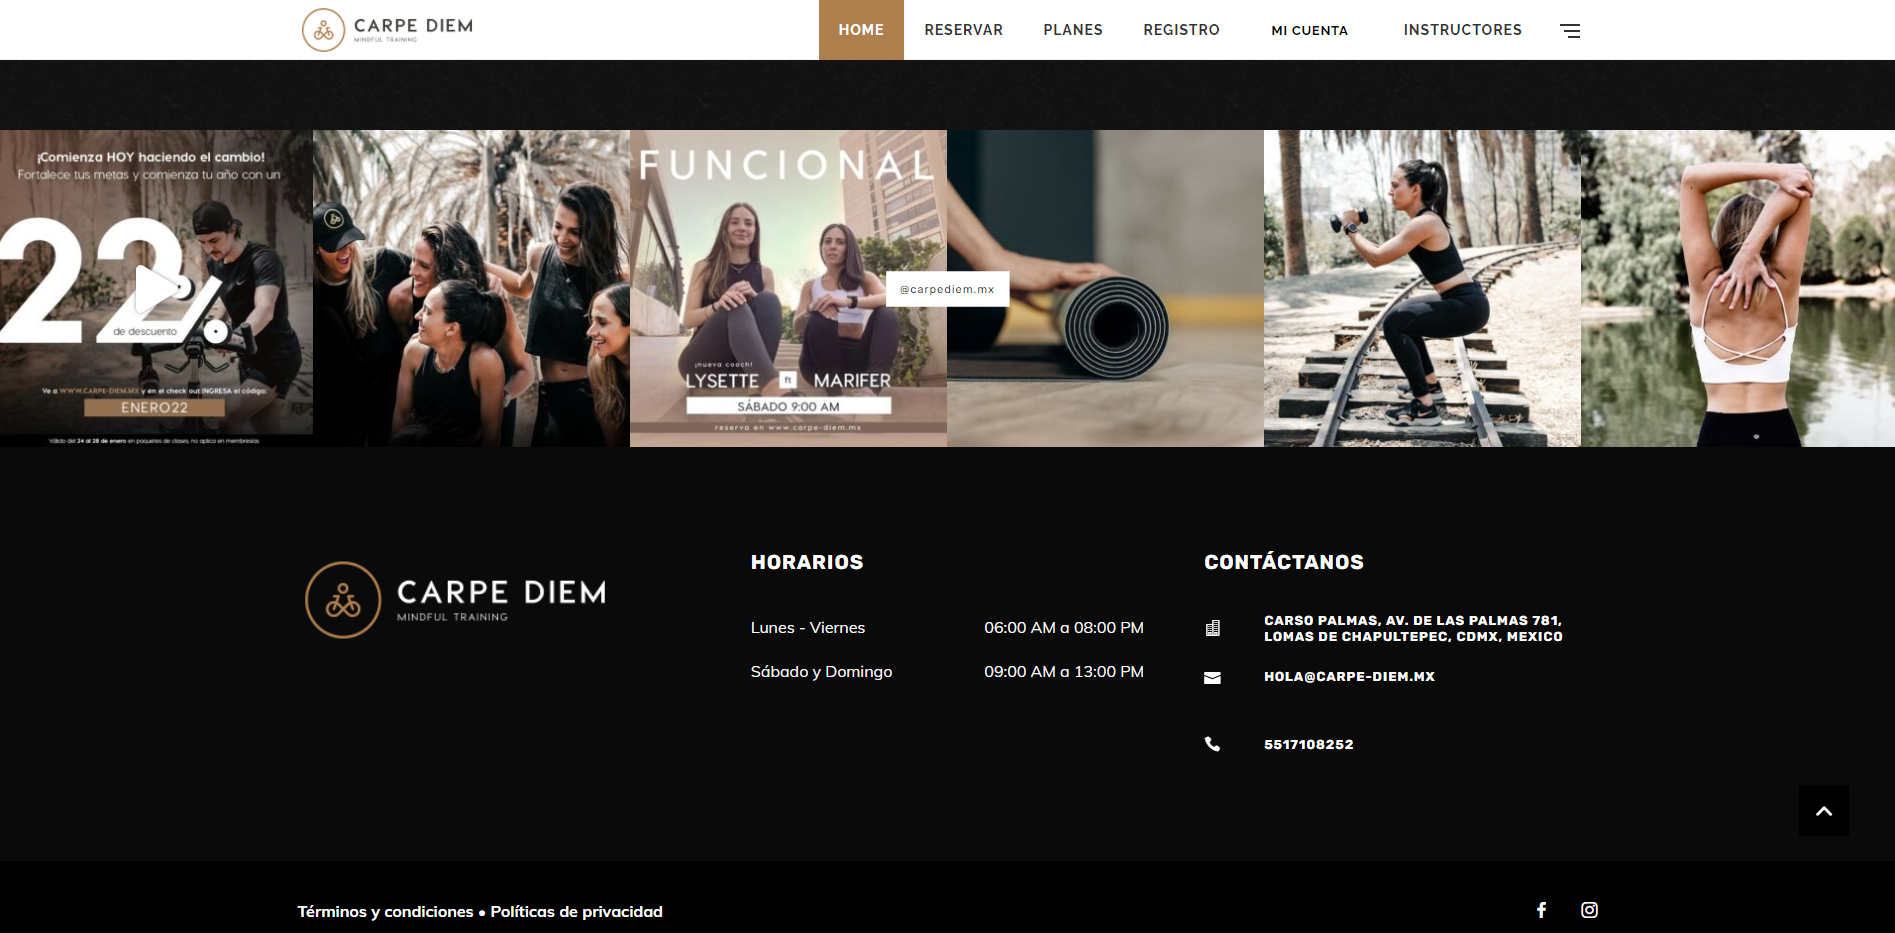 CARPE DIEM
MINDFUL TRAINING
HOME
RESERVAR
PLANES
REGISTRO
MI CUENTA
INSTRUCTORES
¡Comienza HOY haciendo el cambio!
Fortalece tus metas y comienza tu año con un
22%
de descuento
Ve a WWW.CARPE-DIEM.MX y en el check out INGRESA el código:
ENERO22
Válido del 24 al 28 de enero en paquetes de clases, no aplica en membresías
FUNCIONAL
¡nueva coach!
LYSETTE ft MARIFER
SÁBADO 9:00 AM
reserva en www.carpe-diem.mx
@carpediem.mx
CARPE DIEM
MINDFUL TRAINING
HORARIOS
Lunes - Viernes 06:00 AM a 08:00 PM
Sábado y Domingo 09:00 AM a 13:00 PM
CONTÁCTANOS
CARSO PALMAS, AV. DE LAS PALMAS 781,
LOMAS DE CHAPULTEPEC, CDMX, MEXICO
HOLA@CARPE-DIEM.MX
5517108252
Términos y condiciones • Políticas de privacidad